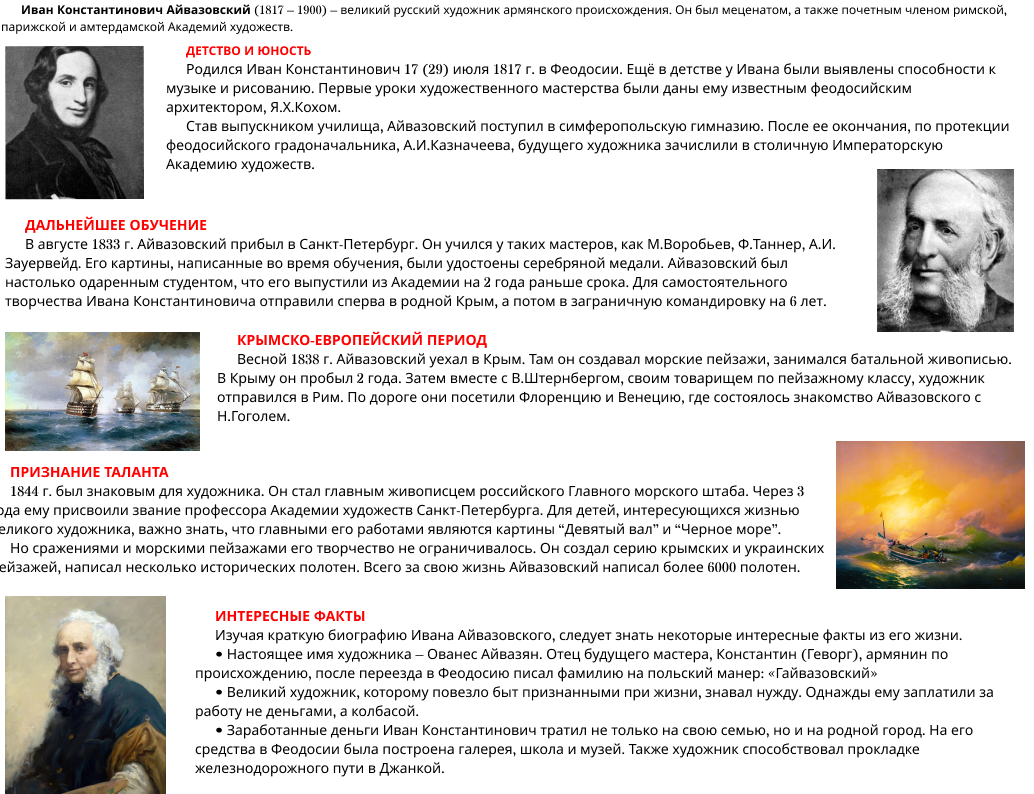 Иван Константинович Айвазовский (1817 – 1900) – великий русский художник армянского происхождения. Он был меценатом, а также почетным членом римской,
парижской и амтердамской Академий художеств.
ДЕТСТВО И ЮНОСТЬ
Родился Иван Константинович 17 (29) июля 1817 г. в Феодосии. Ещё в детстве у Ивана были выявлены способности к
музыке и рисованию. Первые уроки художественного мастерства были даны ему известным феодосийским
архитектором, Я.Х.Кохом.
Став выпускником училища, Айвазовский поступил в симферопольскую гимназию. После ее окончания, по протекции
феодосийского градоначальника, А.И.Казначеева, будущего художника зачислили в столичную Императорскую
Академию художеств.
ДАЛЬНЕЙШЕЕ ОБУЧЕНИЕ
В августе 1833 г. Айвазовский прибыл в Санкт-Петербург. Он учился у таких мастеров, как М.Воробьев, Ф.Таннер, А.И.
Зауервейд. Его картины, написанные во время обучения, были удостоены серебряной медали. Айвазовский был
настолько одаренным студентом, что его выпустили из Академии на 2 года раньше срока. Для самостоятельного
творчества Ивана Константиновича отправили сперва в родной Крым, а потом в заграничную командировку на 6 лет.
КРЫМСКО-ЕВРОПЕЙСКИЙ ПЕРИОД
Весной 1838 г. Айвазовский уехал в Крым. Там он создавал морские пейзажи, занимался батальной живописью.
В Крыму он пробыл 2 года. Затем вместе с В.Штернбергом, своим товарищем по пейзажному классу, художник
отправился в Рим. По дороге они посетили Флоренцию и Венецию, где состоялось знакомство Айвазовского с
Н.Гоголем.
ПРИЗНАНИЕ ТАЛАНТА
1844 г. был знаковым для художника. Он стал главным живописцем российского Главного морского штаба. Через 3
ода ему присвоили звание профессора Академии художеств Санкт-Петербурга. Для детей, интересующихся жизнью
еликого художника, важно знать, что главными его работами являются картины “Девятый вал” и “Черное море”.
Но сражениями и морскими пейзажами его творчество не ограничивалось. Он создал серию крымских и украинских
ейзажей, написал несколько исторических полотен. Всего за свою жизнь Айвазовский написал более 6000 полотен.
ИНТЕРЕСНЫЕ ФАКТЫ
Изучая краткую биографию Ивана Айвазовского, следует знать некоторые интересные факты из его жизни.
• Настоящее имя художника – Ованес Айвазян. Отец будущего мастера, Константин (Геворг), армянин по
происхождению, после переезда в Феодосию писал фамилию на польский манер: «Гайвазовский»
• Великий художник, которому повезло быт признанными при жизни, знавал нужду. Однажды ему заплатили за
работу не деньгами, а колбасой.
• Заработанные деньги Иван Константинович тратил не только на свою семью, но и на родной город. На его
средства в Феодосии была построена галерея, школа и музей. Также художник способствовал прокладке
железнодорожного пути в Джанкой.